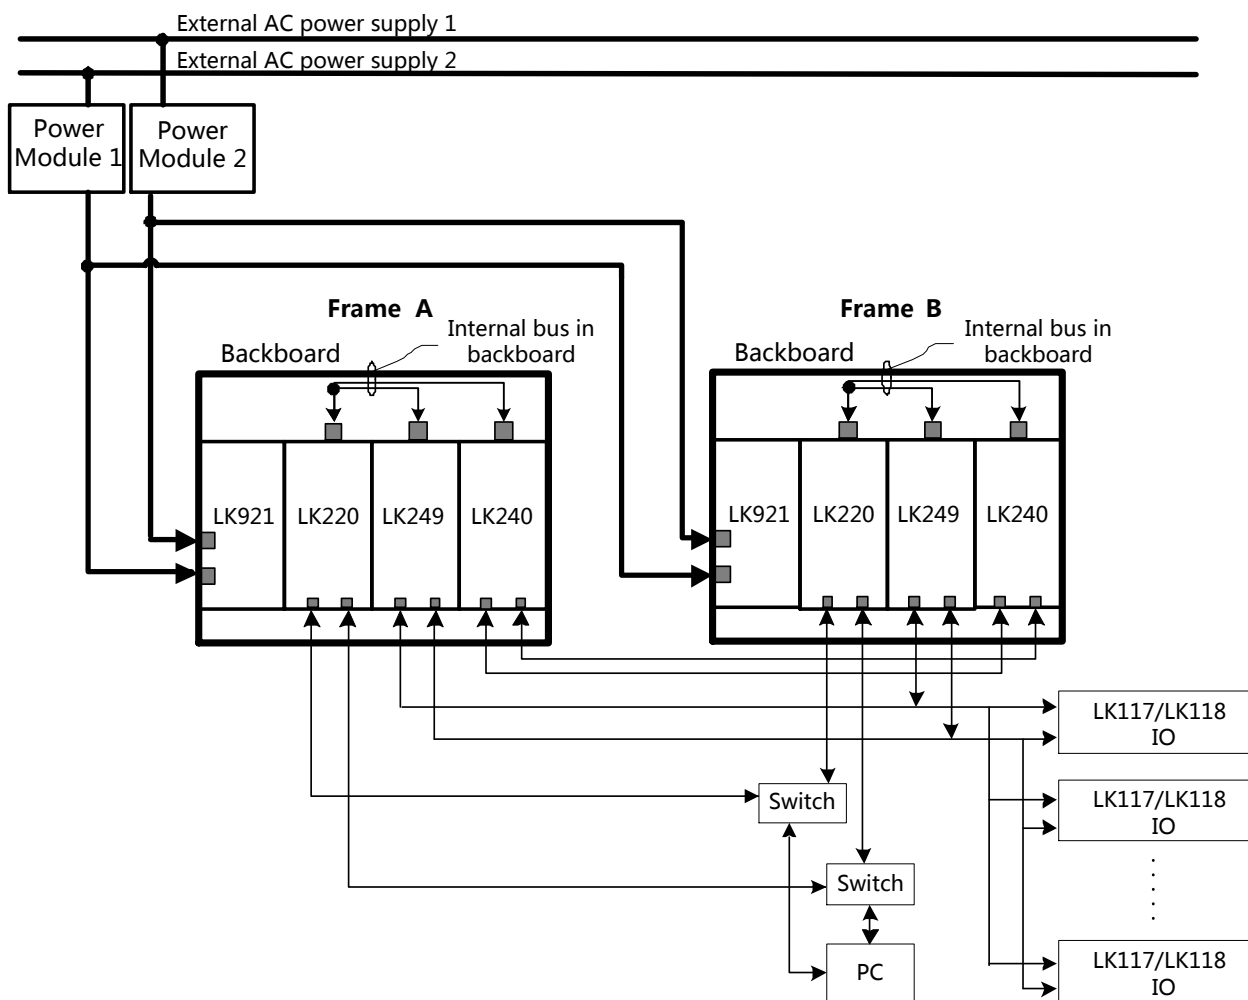 External AC power supply 1
External AC power supply 2
Power
Module 1
Power
Module 2
Frame A
Frame B
Backboard
Internal bus in
backboard
Backboard
Internal bus in
backboard
LK921
LK220
LK249
LK240
LK921
LK220
LK249
LK240
LK117/LK118
IO
Switch
LK117/LK118
IO
Switch
PC
LK117/LK118
IO